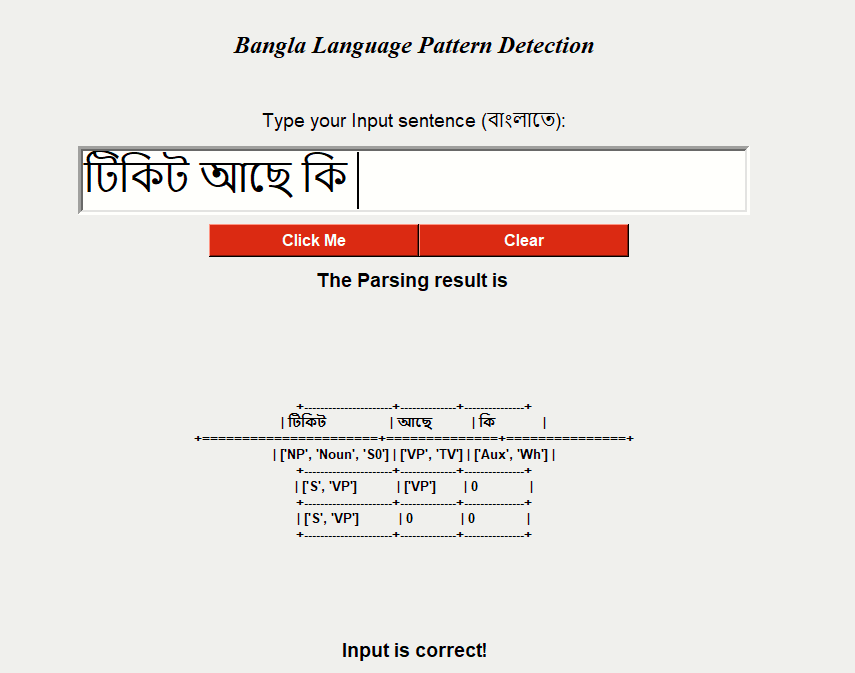 Bangla Language Pattern Detection
Type your Input sentence (বাংলাতে):
টিকিট আছে কি
Click Me Clear
The Parsing result is
+----------------------+--------------+---------------+
| টিকিট | আছে | কি |
+======================+==============+===============+
| ['NP', 'Noun', 'S0'] | ['VP', 'TV'] | ['Aux', 'Wh'] |
+----------------------+--------------+---------------+
| ['S', 'VP'] | ['VP'] | 0 |
+----------------------+--------------+---------------+
| ['S', 'VP'] | 0 | 0 |
+----------------------+--------------+---------------+
Input is correct!